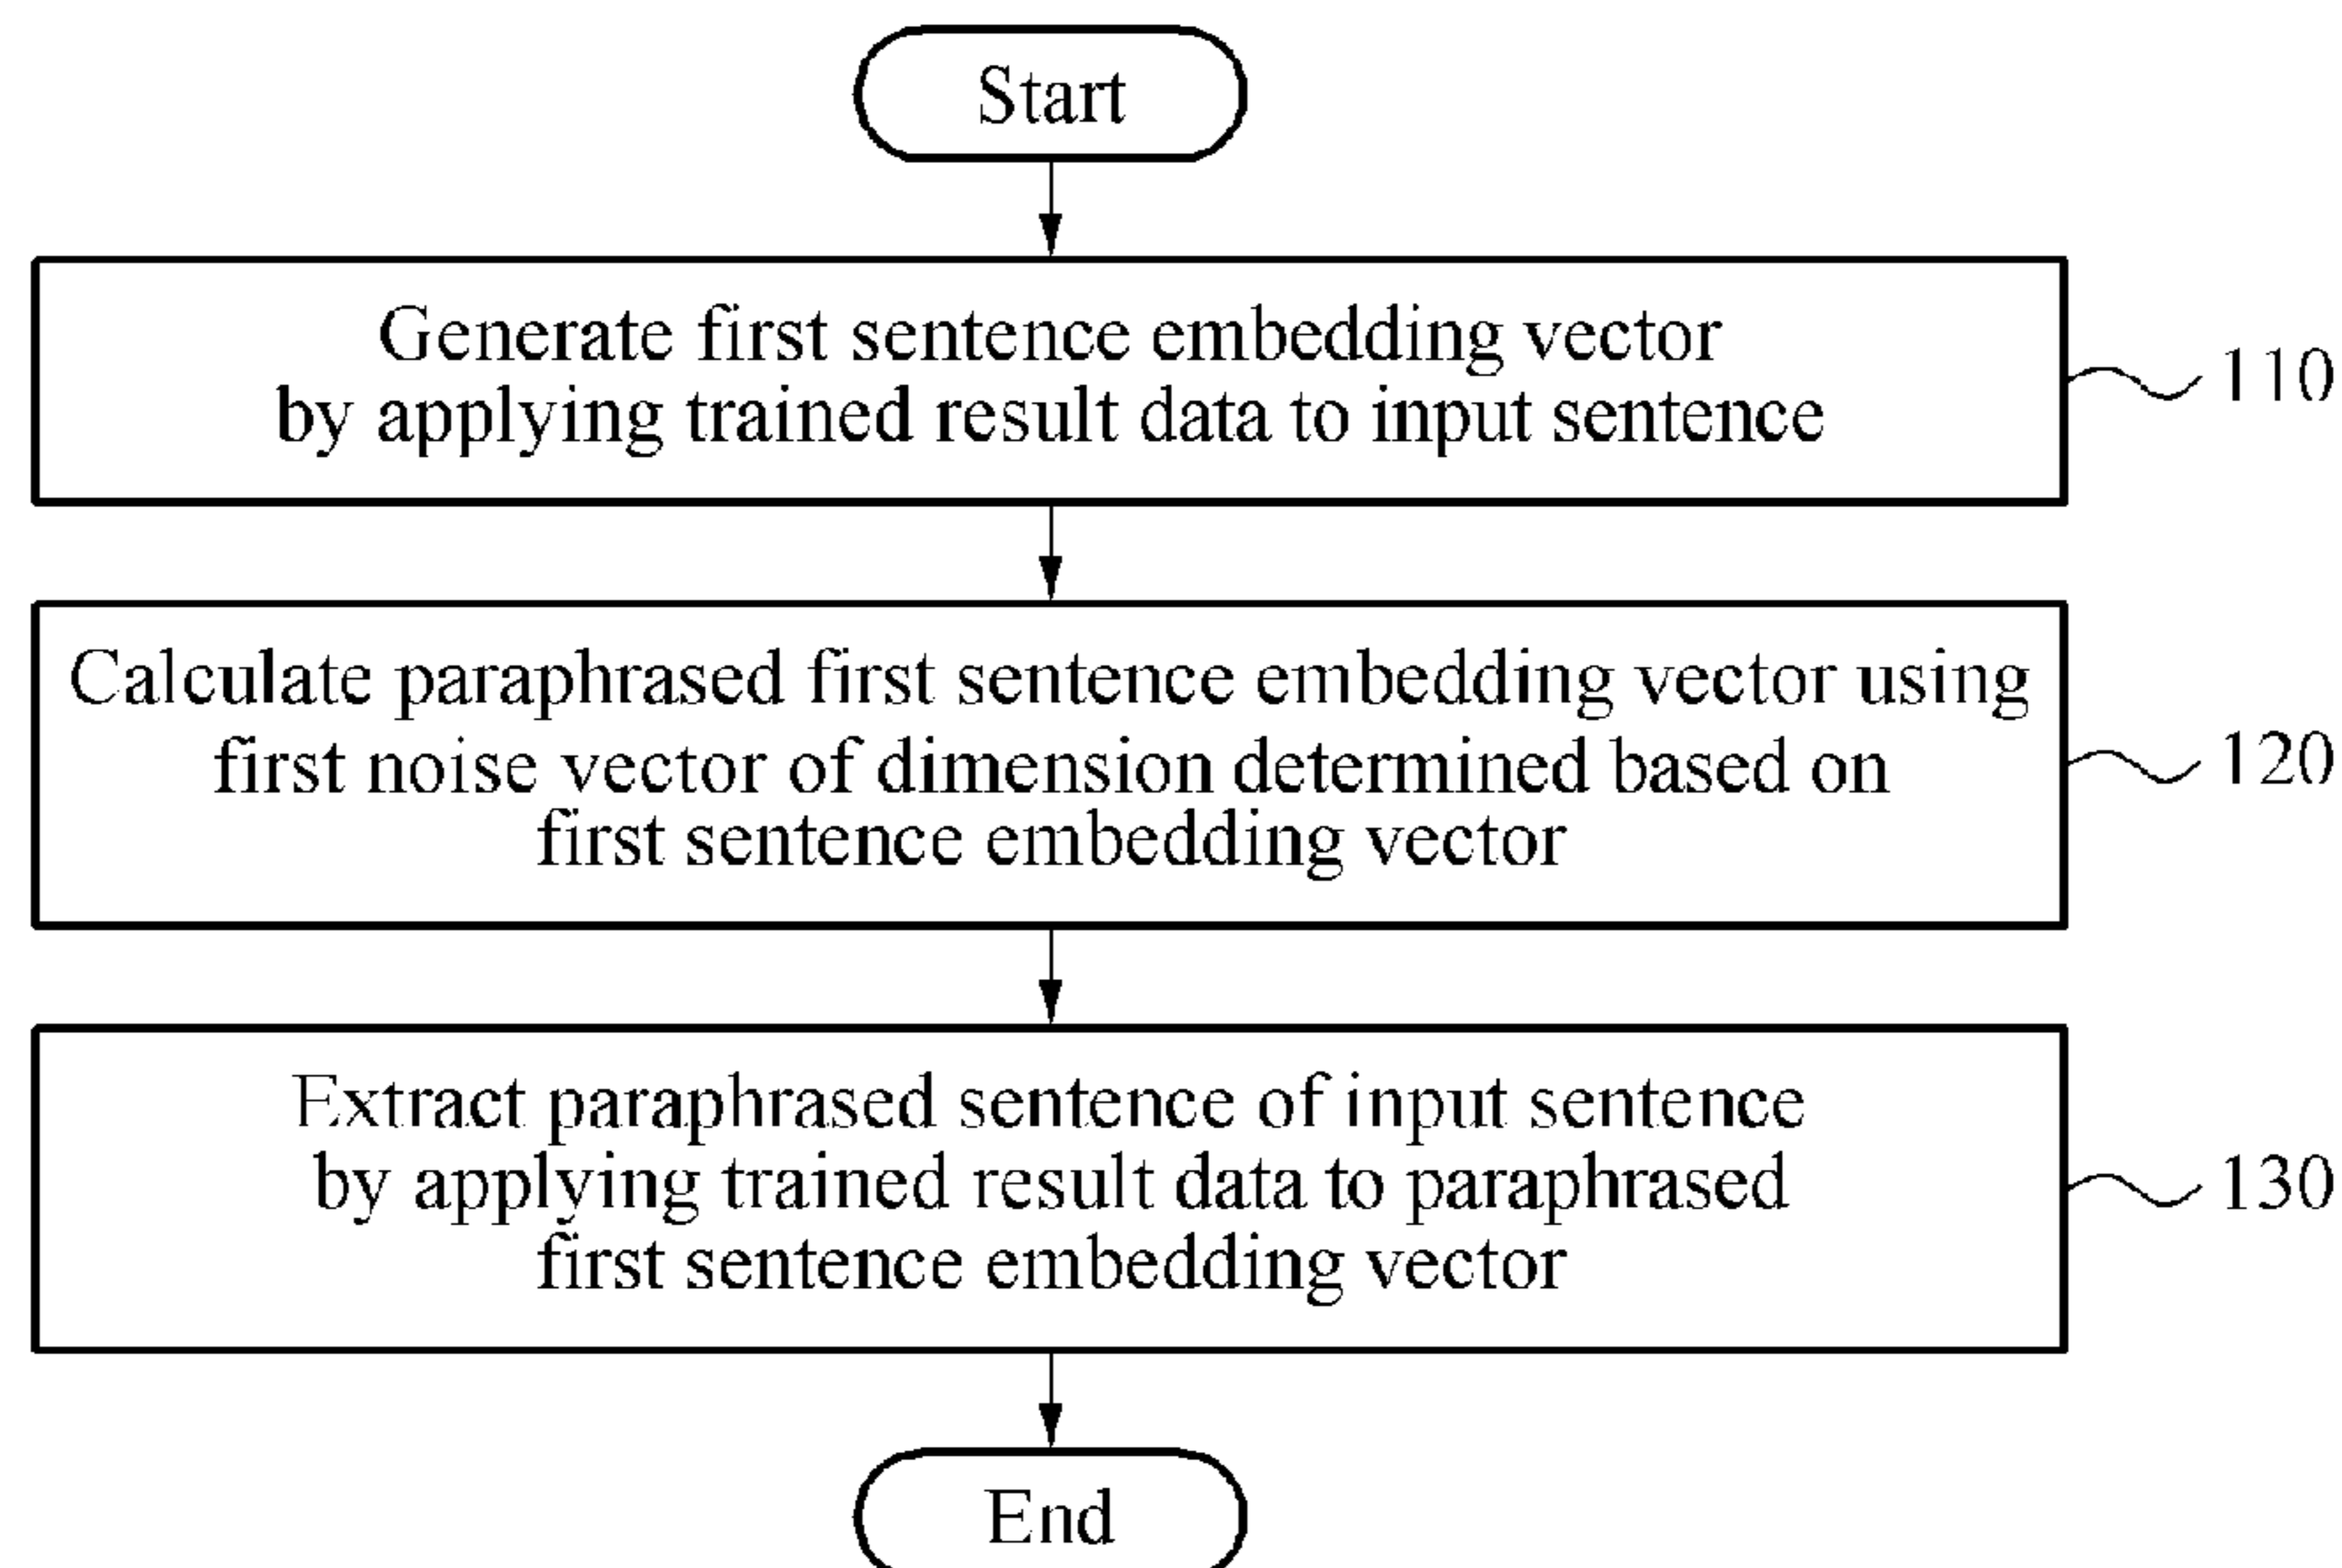 Start
Generate first sentence embedding vector
by applying trained result data to input sentence
110
Calculate paraphrased first sentence embedding vector using
first noise vector of dimension determined based on
first sentence embedding vector
120
Extract paraphrased sentence of input sentence
by applying trained result data to paraphrased
first sentence embedding vector
130
End